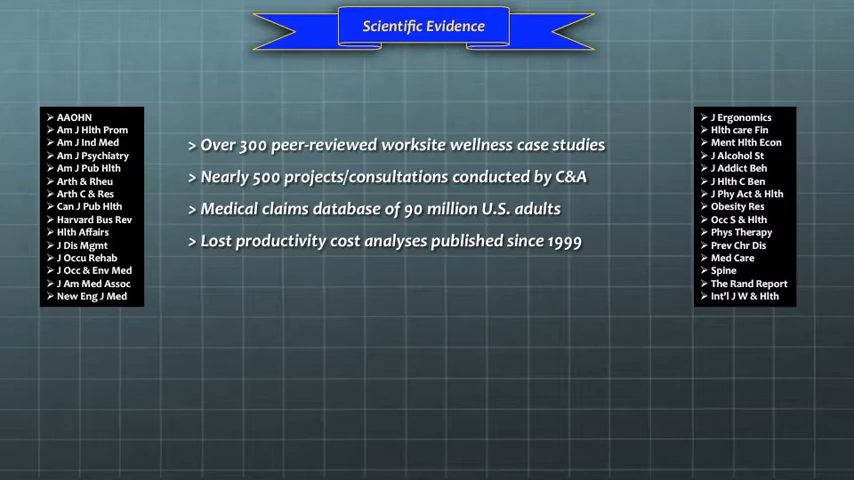 Scientific Evidence
➢ AAOHN
➢ Am J Hlth Prom
➢ Am J Ind Med
➢ Am J Psychiatry
➢ Am J Pub Hlth
➢ Arth & Rheu
➢ Arth C & Res
➢ Can J Pub Hlth
➢ Harvard Bus Rev
➢ Hlth Affairs
➢ J Dis Mgmt
➢ J Occu Rehab
➢ J Occ & Env Med
➢ J Am Med Assoc
➢ New Eng J Med
> Over 300 peer-reviewed worksite wellness case studies
> Nearly 500 projects/consultations conducted by C&A
> Medical claims database of 90 million U.S. adults
> Lost productivity cost analyses published since 1999
➢ J Ergonomics
➢ Hlth care Fin
➢ Ment Hlth Econ
➢ J Alcohol St
➢ J Addict Beh
➢ J Hlth C Ben
➢ J Phy Act & Hlth
➢ Obesity Res
➢ Occ S & Hlth
➢ Phys Therapy
➢ Prev Chr Dis
➢ Med Care
➢ Spine
➢ The Rand Report
➢ Int'l J W & Hlth